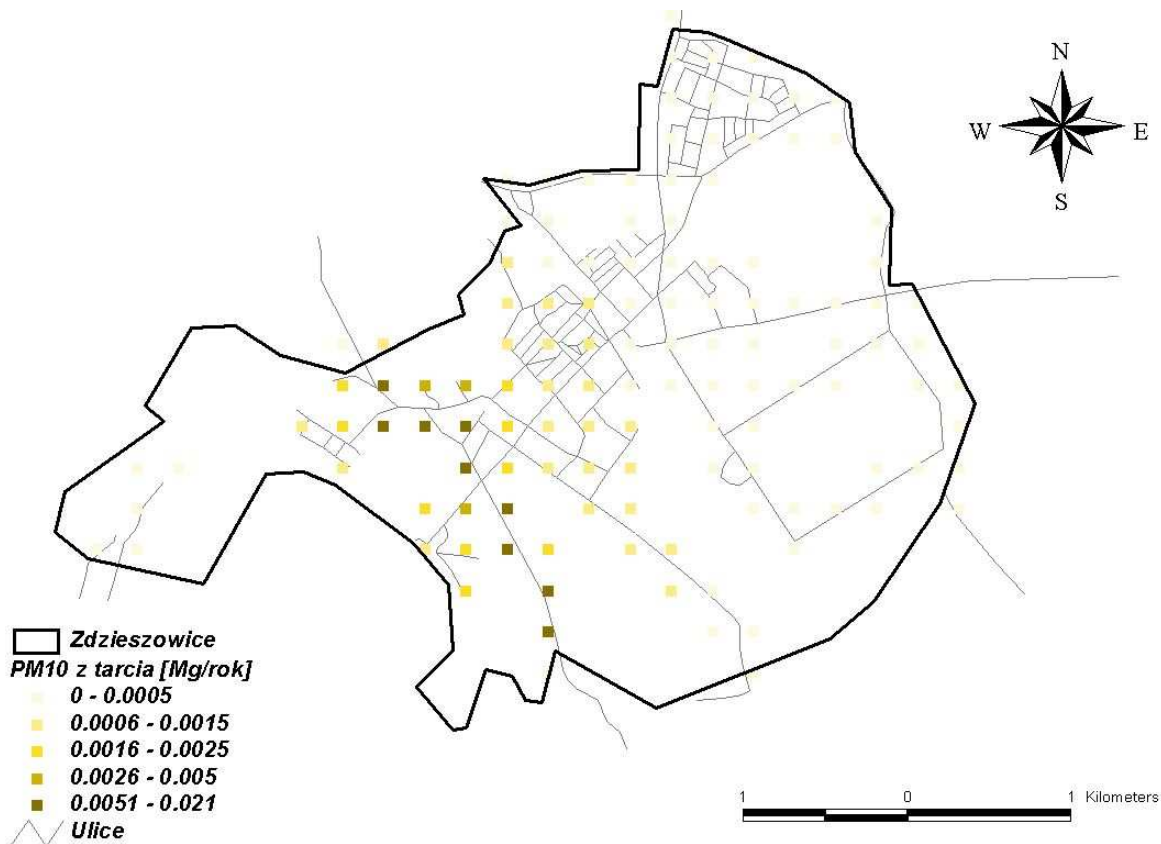 N
W E
S
Zdzieszowice
PM10 z tarcia [Mg/rok]
0 - 0.0005
0.0006 - 0.0015
0.0016 - 0.0025
0.0026 - 0.005
0.0051 - 0.021
Ulice
1 0 1 Kilometers